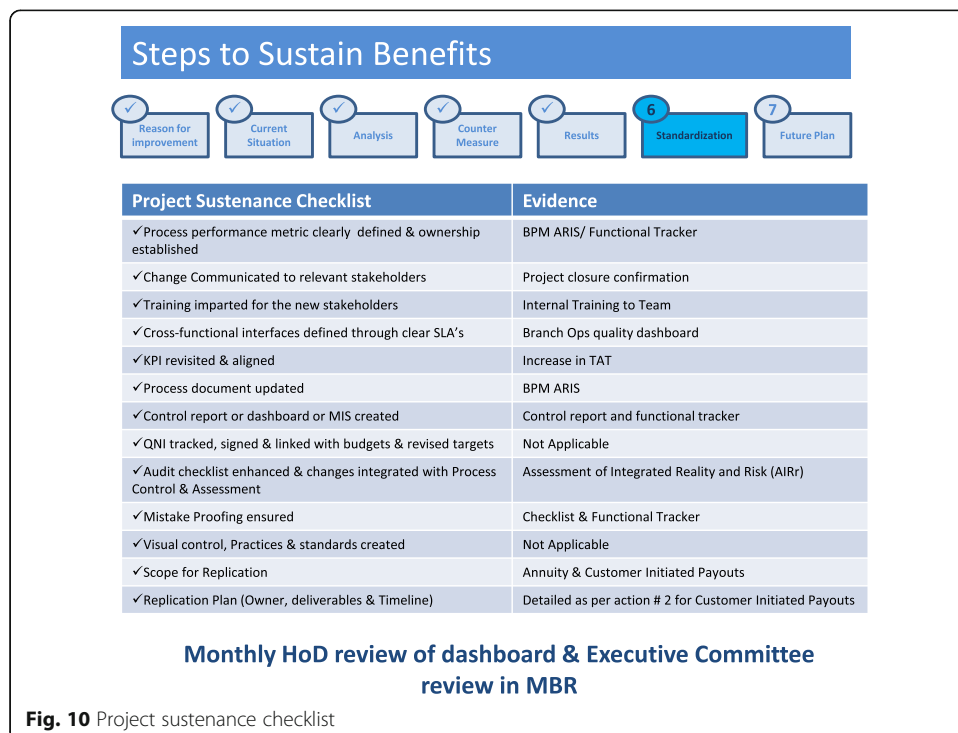 Steps to Sustain Benefits
✓ ✓ ✓ ✓ ✓ 6 7
Reason for
improvement
Current
Situation
Analysis
Counter
Measure
Results
Standardization
Future Plan
Project Sustenance Checklist
Evidence
✓Process performance metric clearly defined & ownership
established
BPM ARIS/ Functional Tracker
✓Change Communicated to relevant stakeholders
Project closure confirmation
✓Training imparted for the new stakeholders
Internal Training to Team
✓Cross-functional interfaces defined through clear SLA's
Branch Ops quality dashboard
✓KPI revisited & aligned
Increase in TAT
✓Process document updated
BPM ARIS
✓Control report or dashboard or MIS created
Control report and functional tracker
✓QNI tracked, signed & linked with budgets & revised targets
Not Applicable
✓Audit checklist enhanced & changes integrated with Process
Control & Assessment
Assessment of Integrated Reality and Risk (AIRr)
✓Mistake Proofing ensured
Checklist & Functional Tracker
✓Visual control, Practices & standards created
Not Applicable
✓Scope for Replication
Annuity & Customer Initiated Payouts
✓Replication Plan (Owner, deliverables & Timeline)
Detailed as per action # 2 for Customer Initiated Payouts
Monthly HoD review of dashboard & Executive Committee
review in MBR
Fig. 10 Project sustenance checklist